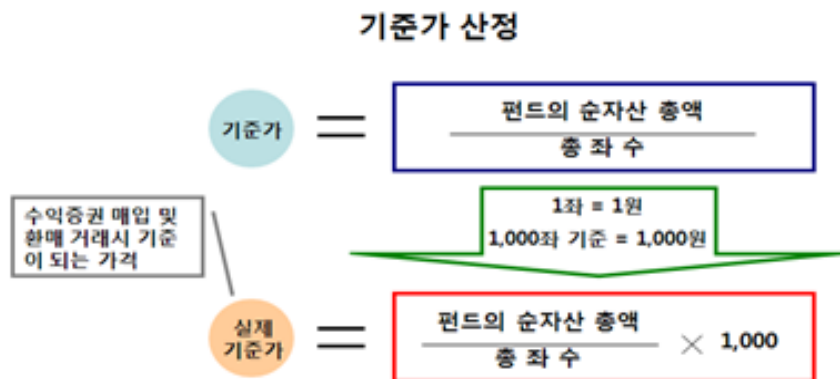 기준가 산정
기준가
펀드의 순자산 총액
총 좌 수
1좌 = 1원
1,000좌 기준 = 1,000원
수익증권 매입 및
환매 거래시 기준
이 되는 가격
실제
기준가
펀드의 순자산 총액
총 좌 수
× 1,000